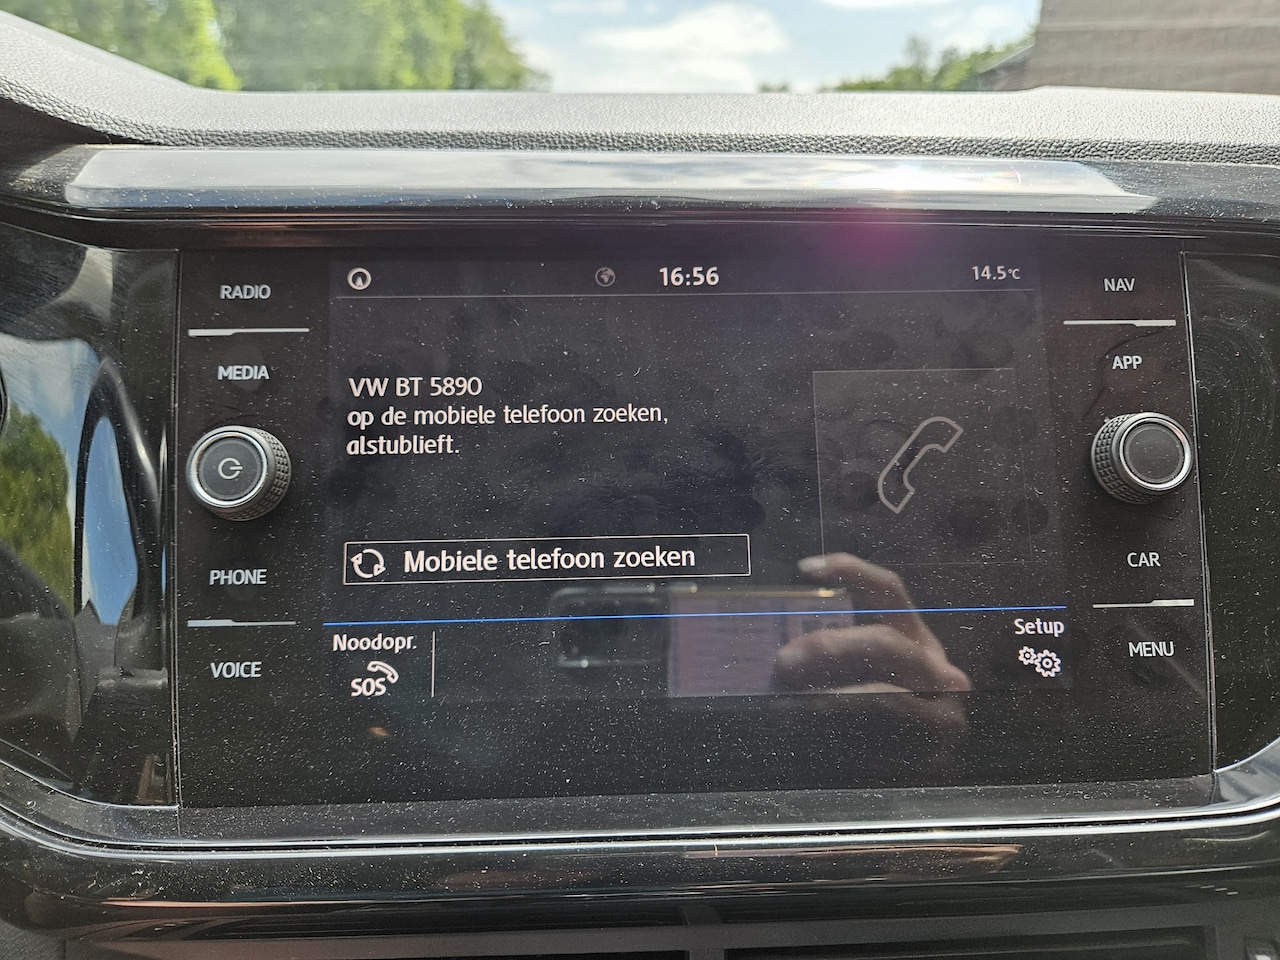 RADIO
MEDIA
PHONE
VOICE
16:56
14.5°C
VW BT 5890
op de mobiele telefoon zoeken,
alstublieft.
Mobiele telefoon zoeken
Noodopr.
SOS
Setup
NAV
APP
CAR
MENU